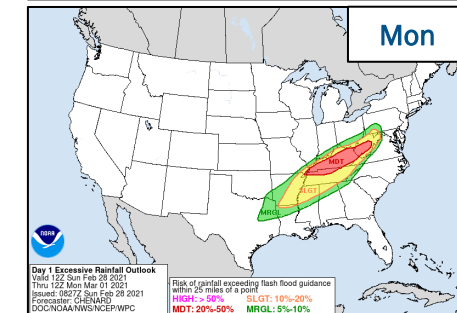 Mon
MDT
SLGT
MRGL
NOAA
Day 1 Excessive Rainfall Outlook
Valid 12Z Sun Feb 28 2021
Thru 12Z Mon Mar 01 2021
Issued: 0827Z Sun Feb 28 2021
Forecaster: CHENARD
DOC/NOAA/NWS/NCEP/WPC
Risk of rainfall exceeding flash flood guidance
within 25 miles of a point
HIGH: > 50% SLGT: 10%-20%
MDT: 20%-50% MRGL: 5%-10%